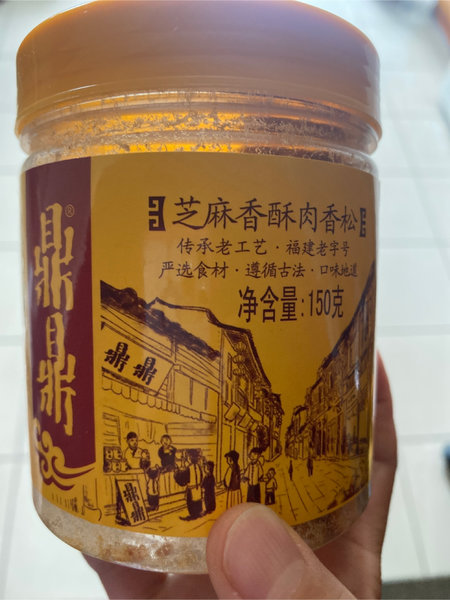 鼎鼎®
【芝麻香酥肉香松】
传承老工艺·福建老字号
严选食材·遵循古法·口味地道
净含量:150克
鼎鼎
鼎鼎